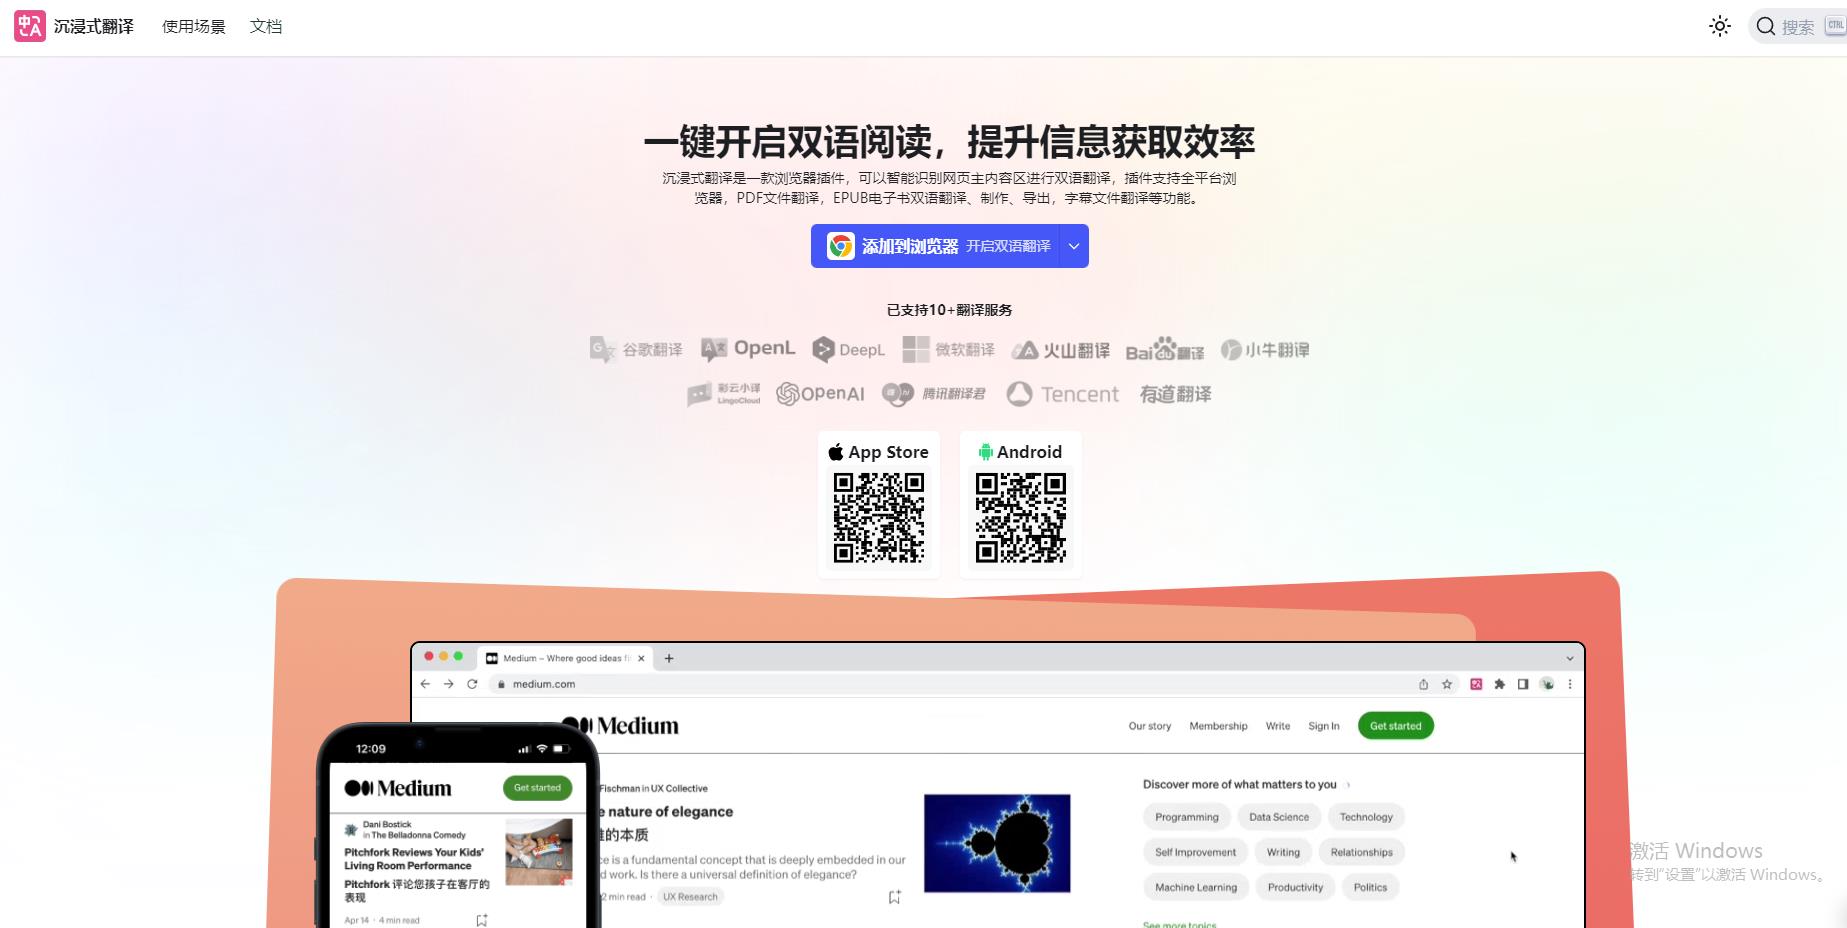 沉浸式翻译 使用场景 文档 搜索 CTRL
一键开启双语阅读，提升信息获取效率
沉浸式翻译是一款浏览器插件，可以智能识别网页主内容区进行双语翻译，插件支持全平台浏
览器，PDF文件翻译，EPUB电子书双语翻译、制作、导出，字幕文件翻译等功能。
添加到浏览器 开启双语翻译
已支持10+翻译服务
谷歌翻译 OpenL DeepL 微软翻译 火山翻译 Baidu翻译 小牛翻译
彩云小译 LingoCloud OpenAI 腾讯翻译君 Tencent 有道翻译
App Store Android
Medium – Where good ideas fi
medium.com
Medium Our story Membership Write Sign In Get started
12:09
Medium Get started
Dani Bostick
in The Belladonna Comedy
Pitchfork Reviews Your Kids'
Living Room Performance
Pitchfork 评论您孩子在客厅的
表现
Apr 14 · 4 min read
Fischman in UX Collective
e nature of elegance
的本质
ce is a fundamental concept that is deeply embedded in our
d work. Is there a universal definition of elegance?
2 min read · UX Research
Discover more of what matters to you
Programming Data Science Technology
Self Improvement Writing Relationships
Machine Learning Productivity Politics
See more topics
激活 Windows
转到"设置"以激活 Windows。